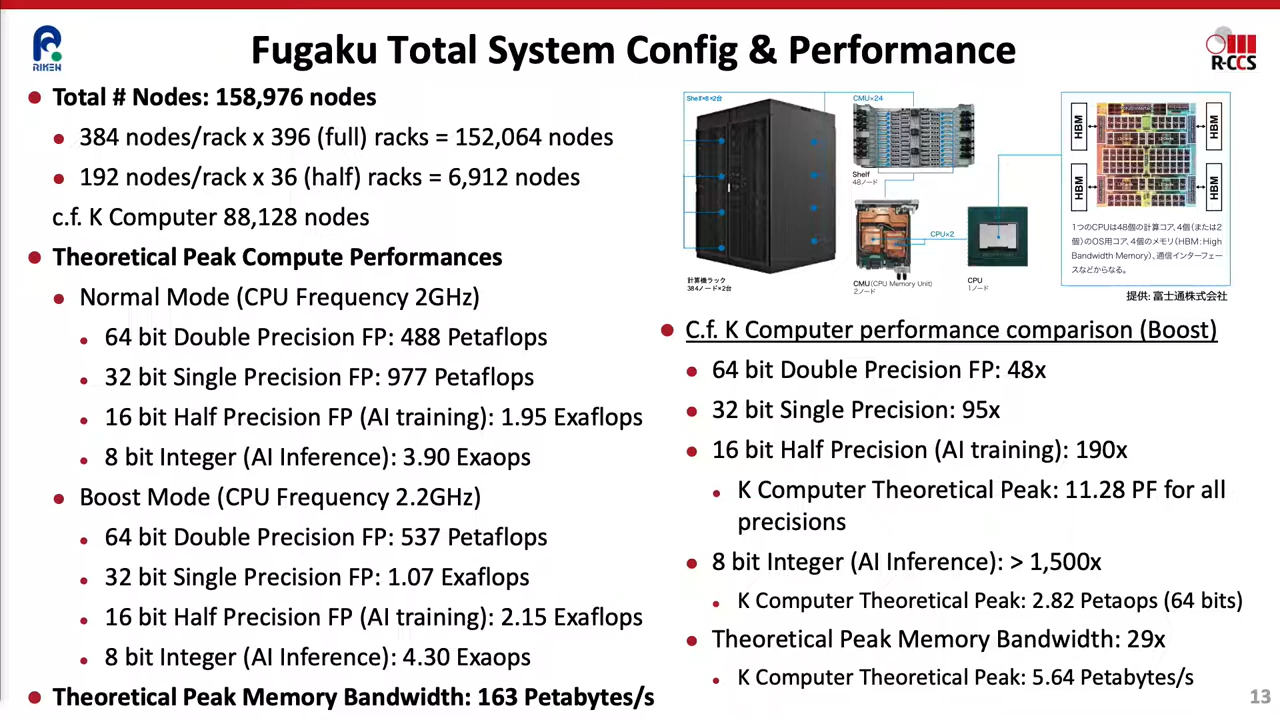 RIKEN
Fugaku Total System Config & Performance
R-CCS
Total # Nodes: 158,976 nodes
384 nodes/rack x 396 (full) racks = 152,064 nodes
192 nodes/rack x 36 (half) racks = 6,912 nodes
c.f. K Computer 88,128 nodes
Theoretical Peak Compute Performances
Normal Mode (CPU Frequency 2GHz)
64 bit Double Precision FP: 488 Petaflops
32 bit Single Precision FP: 977 Petaflops
16 bit Half Precision FP (AI training): 1.95 Exaflops
8 bit Integer (AI Inference): 3.90 Exaops
Boost Mode (CPU Frequency 2.2GHz)
64 bit Double Precision FP: 537 Petaflops
32 bit Single Precision FP: 1.07 Exaflops
16 bit Half Precision FP (AI training): 2.15 Exaflops
8 bit Integer (AI Inference): 4.30 Exaops
Theoretical Peak Memory Bandwidth: 163 Petabytes/s
Shelf×8×2台
計算機ラック
384ノード×2台
CMU×24
Shelf
48ノード
CPU×2
CMU(CPU Memory Unit)
2ノード
CPU
1ノード
HBM
HBM
HBM
HBM
1つのCPUは48個の計算コア、4個(または2
個)のOS用コア、4個のメモリ(HBM:High
Bandwidth Memory)、通信インターフェー
スなどからなる。
提供: 富士通株式会社
C.f. K Computer performance comparison (Boost)
64 bit Double Precision FP: 48x
32 bit Single Precision: 95x
16 bit Half Precision (AI training): 190x
K Computer Theoretical Peak: 11.28 PF for all
precisions
8 bit Integer (AI Inference): > 1,500x
K Computer Theoretical Peak: 2.82 Petaops (64 bits)
Theoretical Peak Memory Bandwidth: 29x
K Computer Theoretical Peak: 5.64 Petabytes/s
13